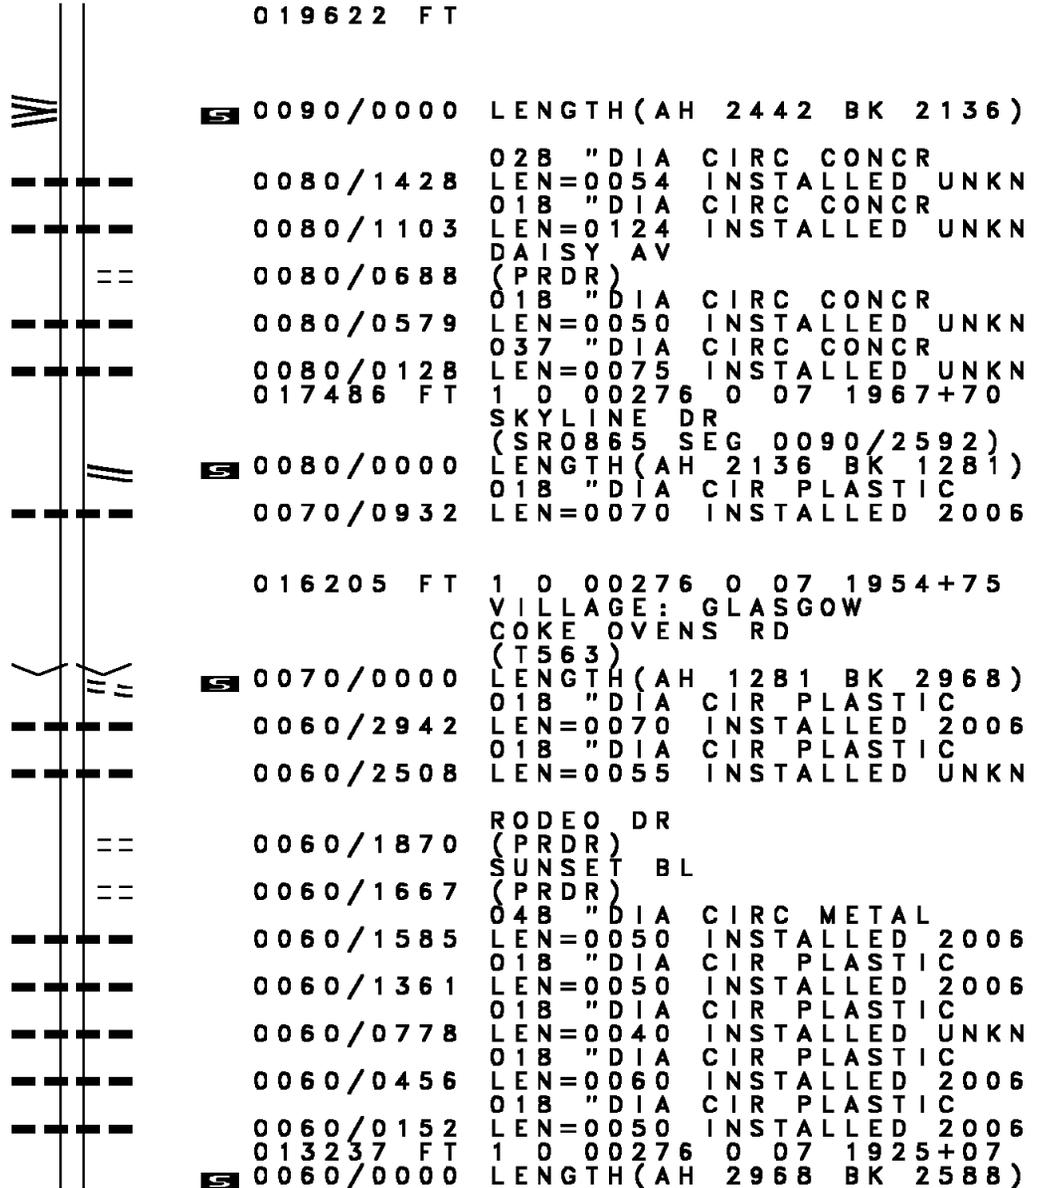 019622 FT
S 0090/0000 LENGTH(AH 2442 BK 2136)
028 "DIA CIRC CONCR
0080/1428 LEN=0054 INSTALLED UNKN
018 "DIA CIRC CONCR
0080/1103 LEN=0124 INSTALLED UNKN
DAISY AV
0080/0688 (PRDR)
018 "DIA CIRC CONCR
0080/0579 LEN=0050 INSTALLED UNKN
037 "DIA CIRC CONCR
0080/0128 LEN=0075 INSTALLED UNKN
017486 FT 1 0 00276 0 07 1967+70
SKYLINE DR
(SR0865 SEG 0090/2592)
S 0080/0000 LENGTH(AH 2136 BK 1281)
018 "DIA CIR PLASTIC
0070/0932 LEN=0070 INSTALLED 2006
016205 FT 1 0 00276 0 07 1954+75
VILLAGE: GLASGOW
COKE OVENS RD
(T563)
S 0070/0000 LENGTH(AH 1281 BK 2968)
018 "DIA CIR PLASTIC
0060/2942 LEN=0070 INSTALLED 2006
018 "DIA CIR PLASTIC
0060/2508 LEN=0055 INSTALLED UNKN
RODEO DR
0060/1870 (PRDR)
SUNSET BL
0060/1667 (PRDR)
048 "DIA CIRC METAL
0060/1585 LEN=0050 INSTALLED 2006
018 "DIA CIR PLASTIC
0060/1361 LEN=0050 INSTALLED 2006
018 "DIA CIR PLASTIC
0060/0778 LEN=0040 INSTALLED UNKN
018 "DIA CIR PLASTIC
0060/0456 LEN=0060 INSTALLED 2006
018 "DIA CIR PLASTIC
0060/0152 LEN=0050 INSTALLED 2006
013237 FT 1 0 00276 0 07 1925+07
S 0060/0000 LENGTH(AH 2968 BK 2588)